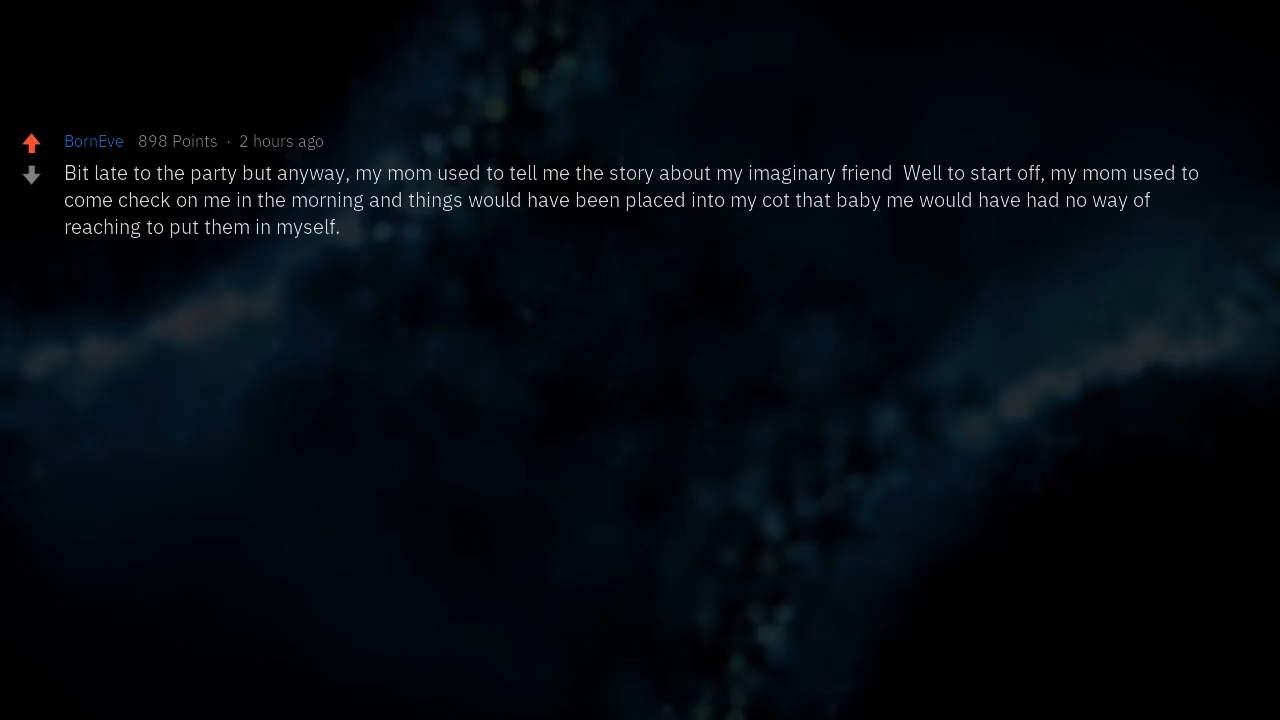 BornEve 898 Points · 2 hours ago
Bit late to the party but anyway, my mom used to tell me the story about my imaginary friend  Well to start off, my mom used to
come check on me in the morning and things would have been placed into my cot that baby me would have had no way of
reaching to put them in myself.